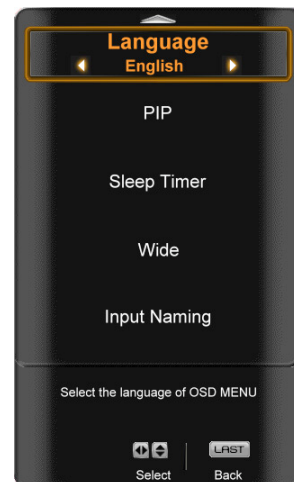 Language
English
PIP
Sleep Timer
Wide
Input Naming
Select the language of OSD MENU
LAST
Select
Back